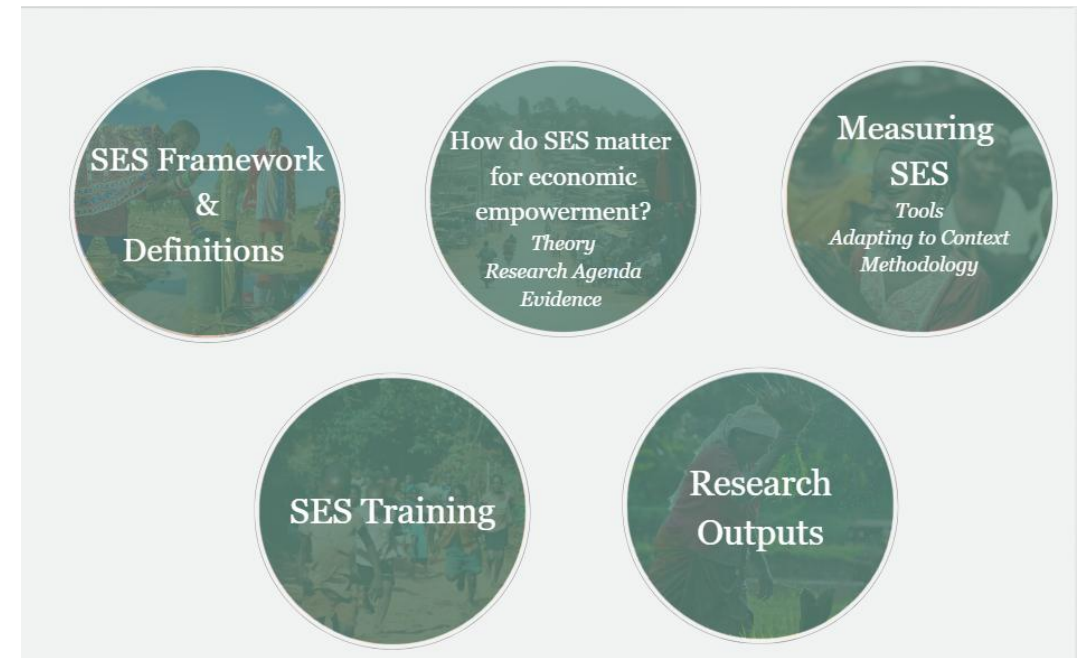 SES Framework
&
Definitions
How do SES matter
for economic
empowerment?
Theory
Research Agenda
Evidence
Measuring
SES
Tools
Adapting to Context
Methodology
SES Training
Research
Outputs